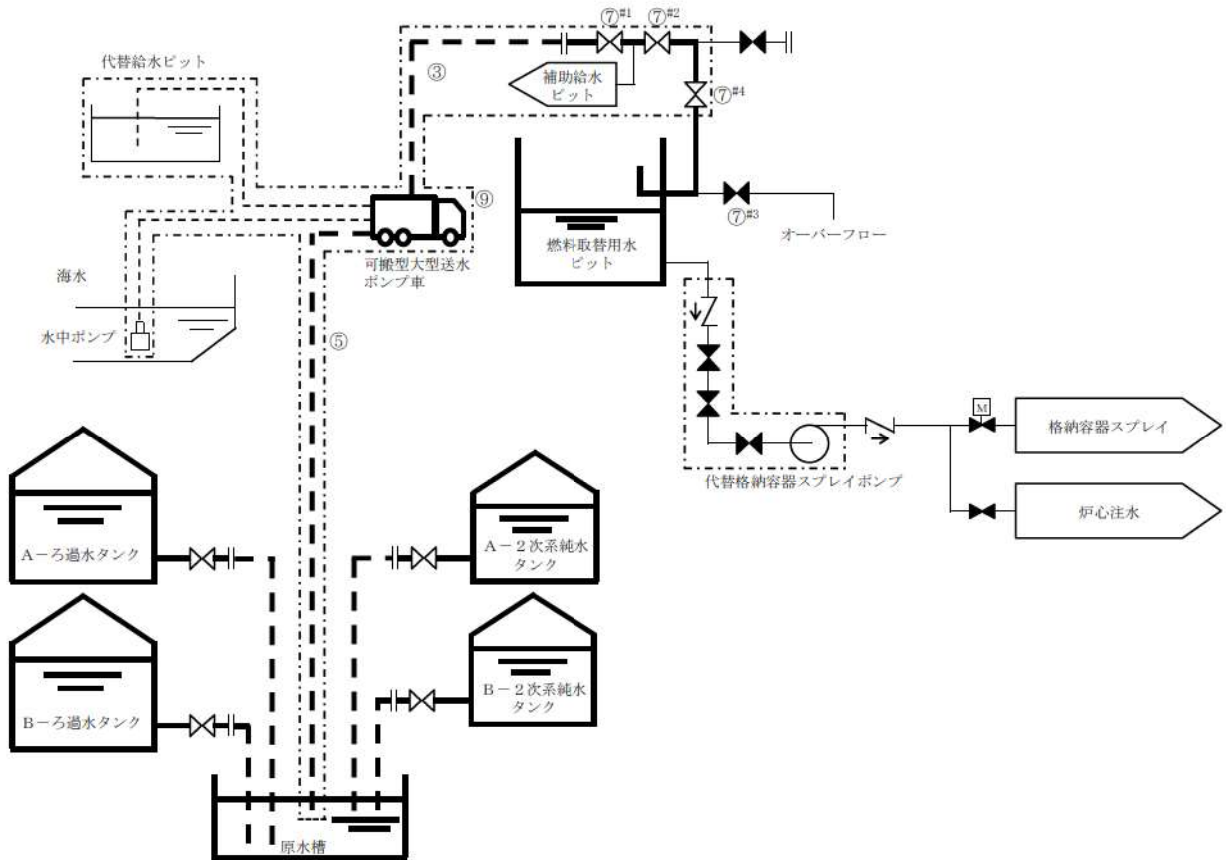 ⑦#1
⑦#2
代替給水ピット
③
補助給水
ピット
⑦#4
⑨
⑦#3
オーバーフロー
燃料取替用水
ピット
可搬型大型送水
ポンプ車
海水
水中ポンプ
⑤
M
格納容器スプレイ
代替格納容器スプレイポンプ
炉心注水
A－ろ過水タンク
A－2次系純水
タンク
B－ろ過水タンク
B－2次系純水
タンク
原水槽